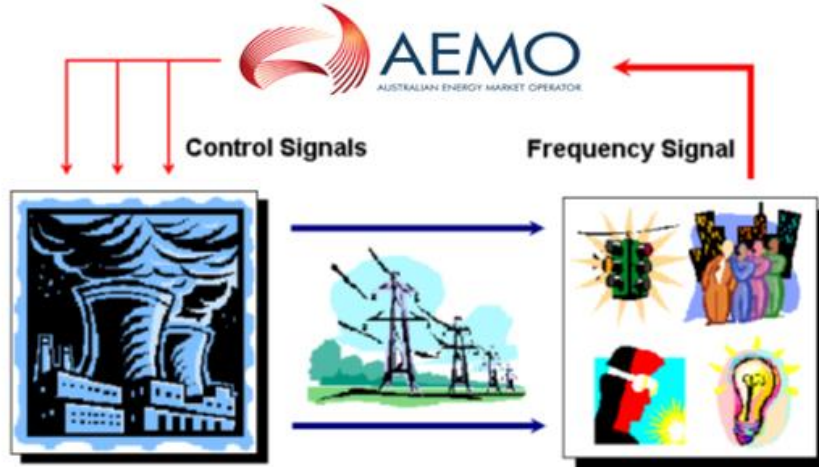 AEMO
AUSTRALIAN ENERGY MARKET OPERATOR
Control Signals
Frequency Signal